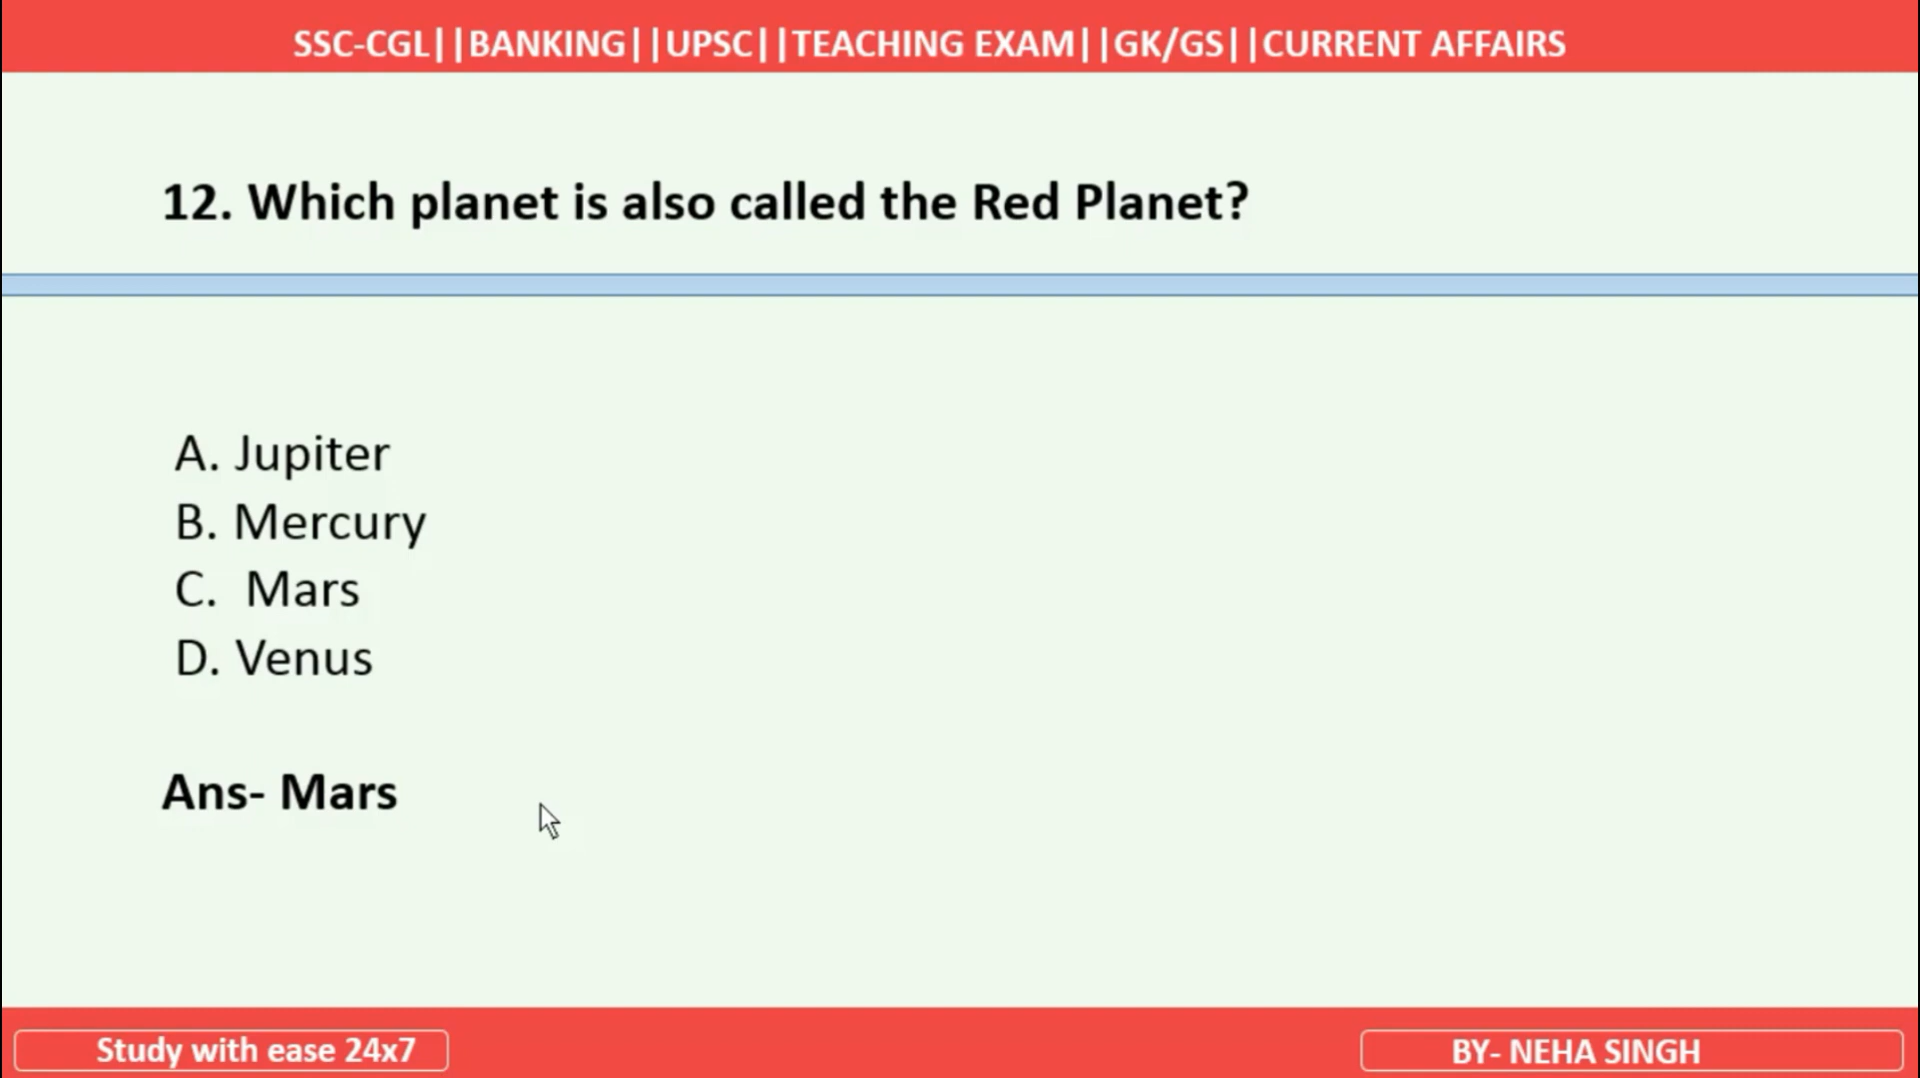 SSC-CGL||BANKING||UPSC||TEACHING EXAM||GK/GS||CURRENT AFFAIRS
12. Which planet is also called the Red Planet?
A. Jupiter
B. Mercury
C. Mars
D. Venus
Ans- Mars
Study with ease 24x7
BY- NEHA SINGH